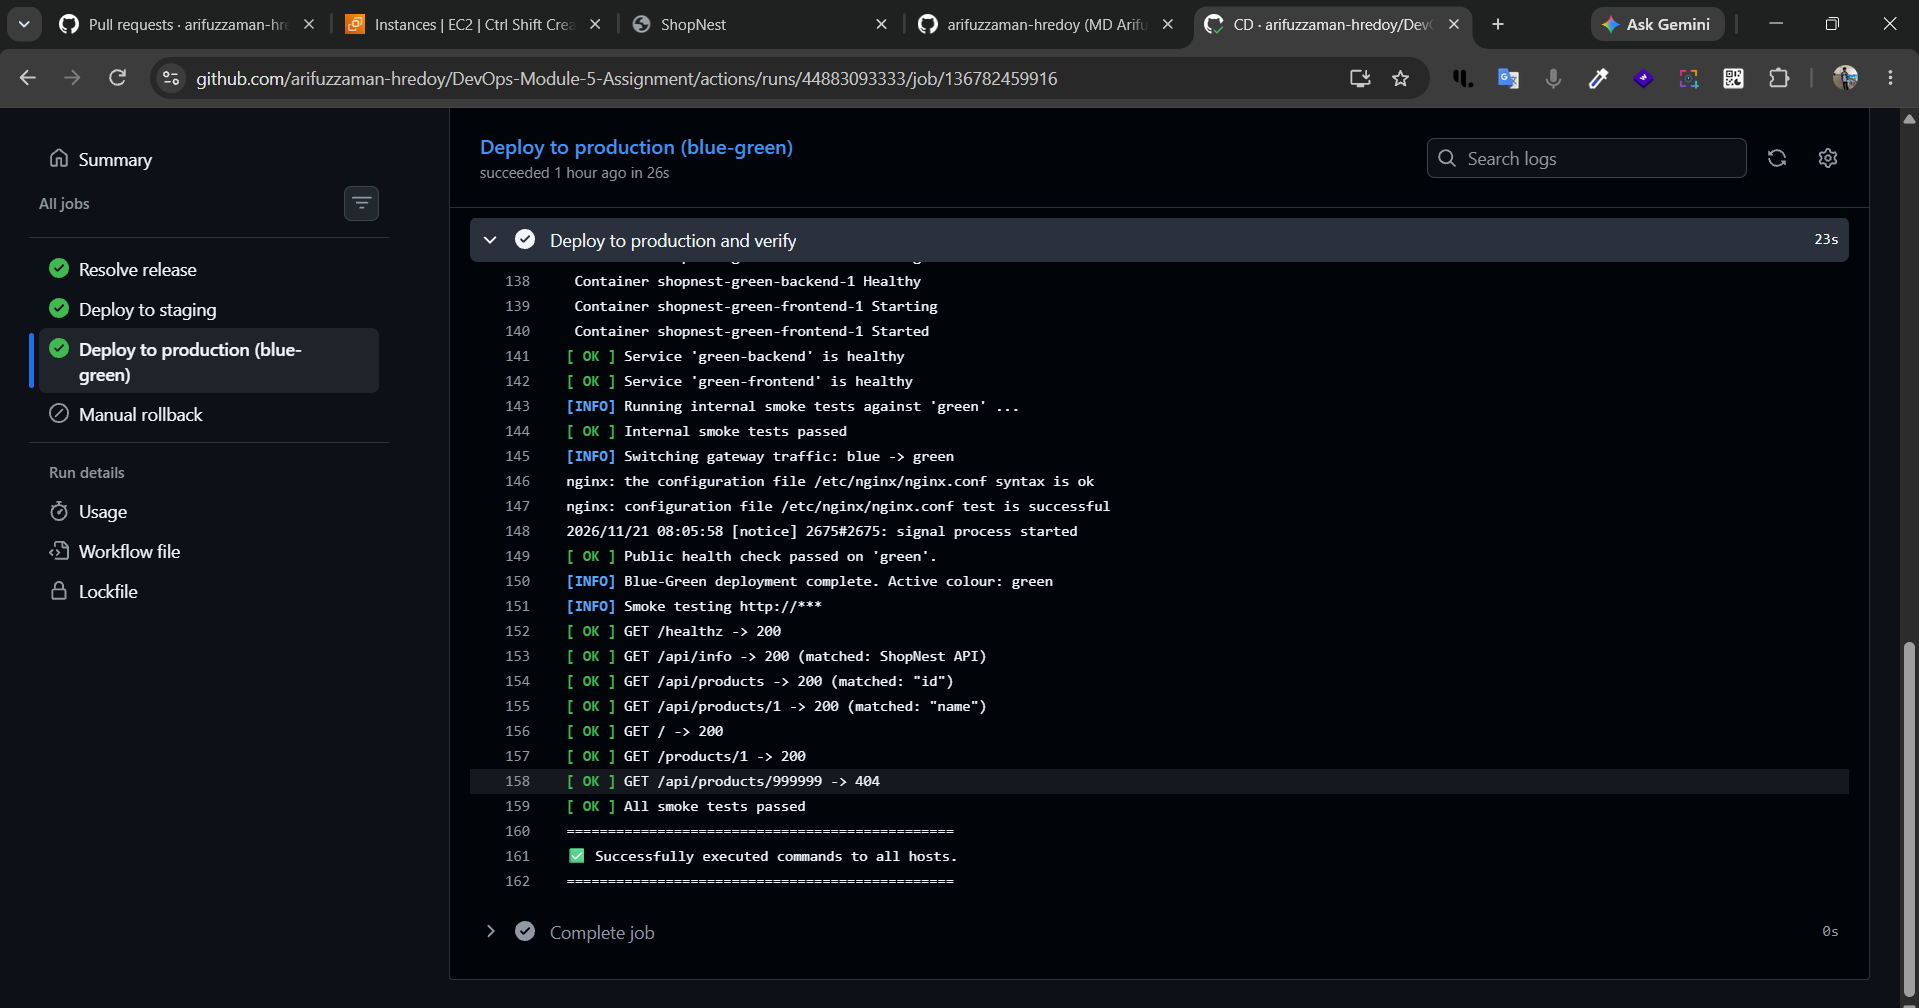 Pull requests · arifuzzaman-hre
Instances | EC2 | Ctrl Shift Crea
ShopNest
arifuzzaman-hredoy (MD Arifu
CD · arifuzzaman-hredoy/Dev
Ask Gemini
github.com/arifuzzaman-hredoy/DevOps-Module-5-Assignment/actions/runs/44883093333/job/136782459916
Summary
All jobs
Resolve release
Deploy to staging
Deploy to production (blue-
green)
Manual rollback
Run details
Usage
Workflow file
Lockfile
Deploy to production (blue-green)
succeeded 1 hour ago in 26s
Search logs
Deploy to production and verify
23s
138 Container shopnest-green-backend-1 Healthy
139 Container shopnest-green-frontend-1 Starting
140 Container shopnest-green-frontend-1 Started
141 [ OK ] Service 'green-backend' is healthy
142 [ OK ] Service 'green-frontend' is healthy
143 [INFO] Running internal smoke tests against 'green' ...
144 [ OK ] Internal smoke tests passed
145 [INFO] Switching gateway traffic: blue -> green
146 nginx: the configuration file /etc/nginx/nginx.conf syntax is ok
147 nginx: configuration file /etc/nginx/nginx.conf test is successful
148 2026/11/21 08:05:58 [notice] 2675#2675: signal process started
149 [ OK ] Public health check passed on 'green'.
150 [INFO] Blue-Green deployment complete. Active colour: green
151 [INFO] Smoke testing http://***
152 [ OK ] GET /healthz -> 200
153 [ OK ] GET /api/info -> 200 (matched: ShopNest API)
154 [ OK ] GET /api/products -> 200 (matched: "id")
155 [ OK ] GET /api/products/1 -> 200 (matched: "name")
156 [ OK ] GET / -> 200
157 [ OK ] GET /products/1 -> 200
158 [ OK ] GET /api/products/999999 -> 404
159 [ OK ] All smoke tests passed
160 ===============================================
161 ✅ Successfully executed commands to all hosts.
162 ===============================================
Complete job
0s